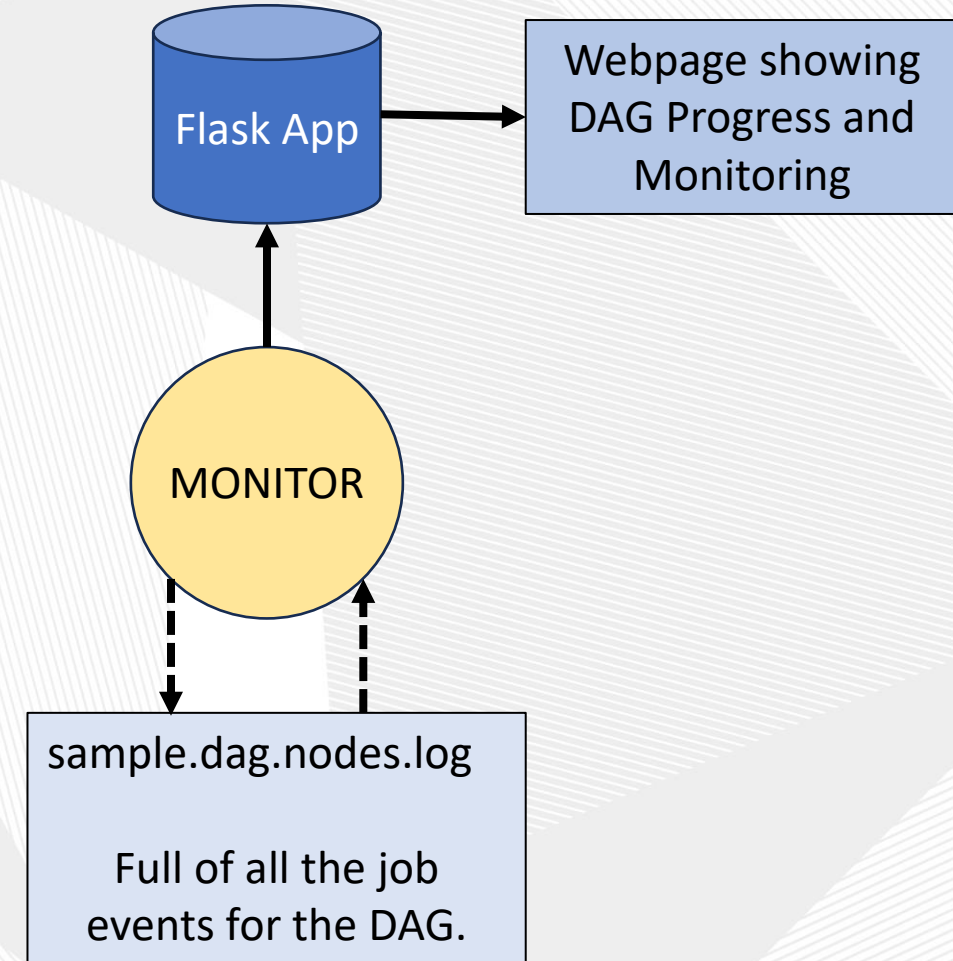 Flask App
Webpage showing
DAG Progress and
Monitoring
MONITOR
sample.dag.nodes.log
Full of all the job
events for the DAG.